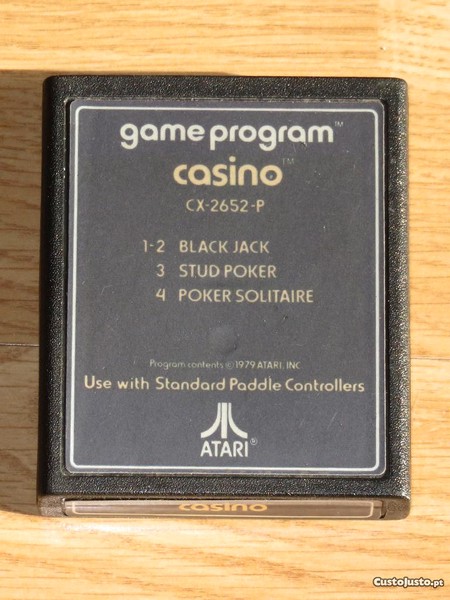 game program™
casino™
CX-2652-P
1-2 BLACK JACK
3 STUD POKER
4 POKER SOLITAIRE
Program contents ©1979 ATARI, INC
Use with Standard Paddle Controllers
ATARI®
casino
CustoJusto.pt